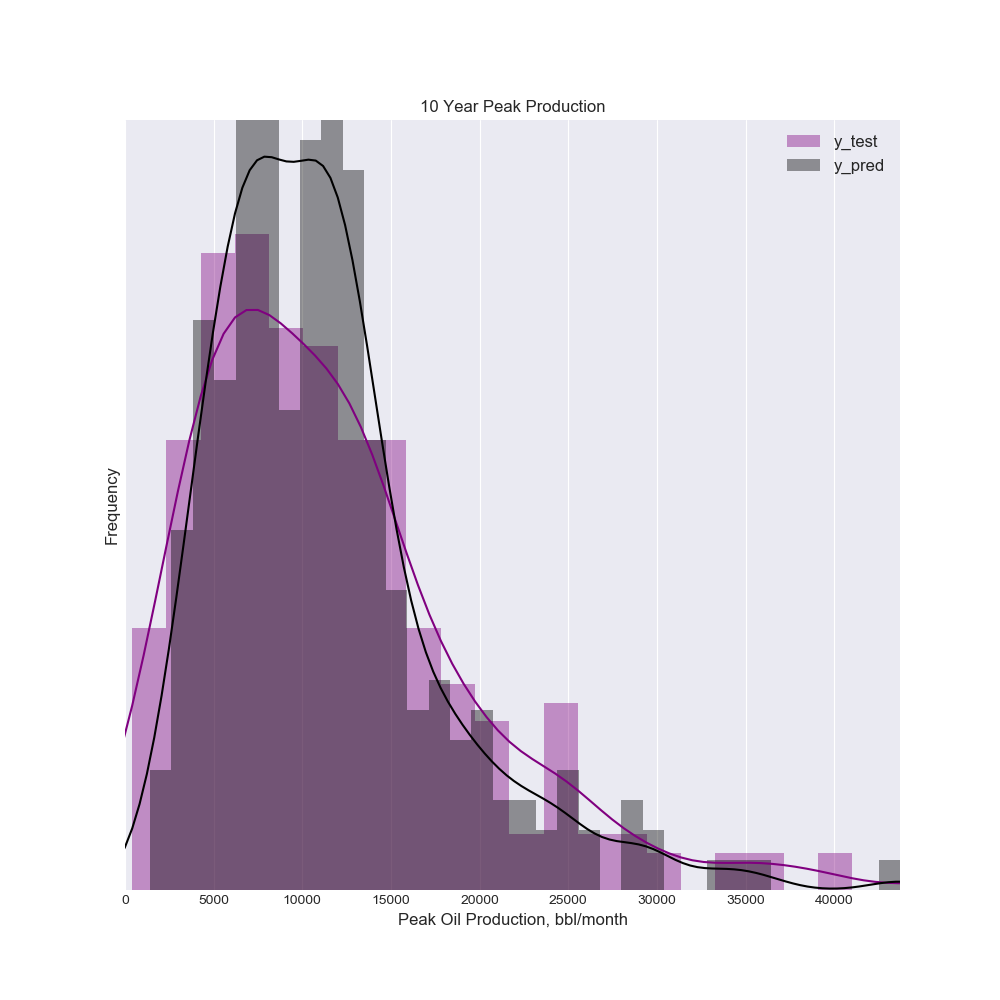 10 Year Peak Production
y_test
y_pred
Frequency
0 5000 10000 15000 20000 25000 30000 35000 40000
Peak Oil Production, bbl/month